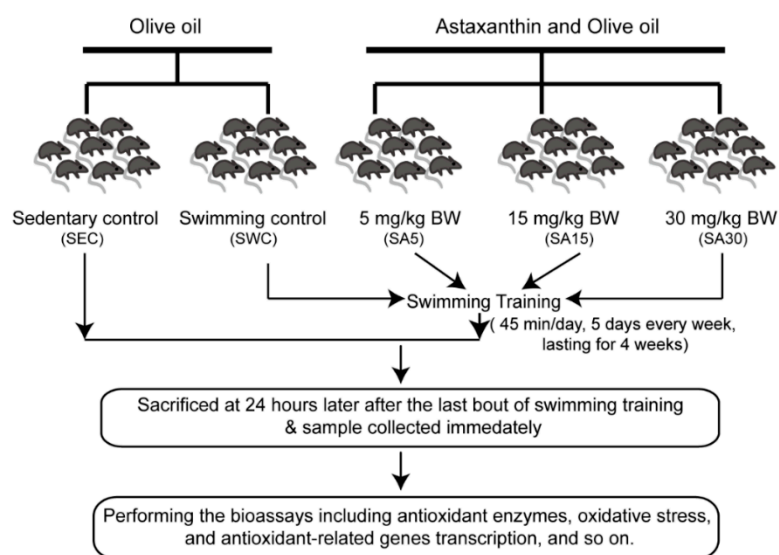 Olive oil
Astaxanthin and Olive oil
Sedentary control
(SEC)
Swimming control
(SWC)
5 mg/kg BW
(SA5)
15 mg/kg BW
(SA15)
30 mg/kg BW
(SA30)
Swimming Training
( 45 min/day, 5 days every week,
lasting for 4 weeks)
Sacrificed at 24 hours later after the last bout of swimming training
& sample collected immedately
Performing the bioassays including antioxidant enzymes, oxidative stress,
and antioxidant-related genes transcription, and so on.